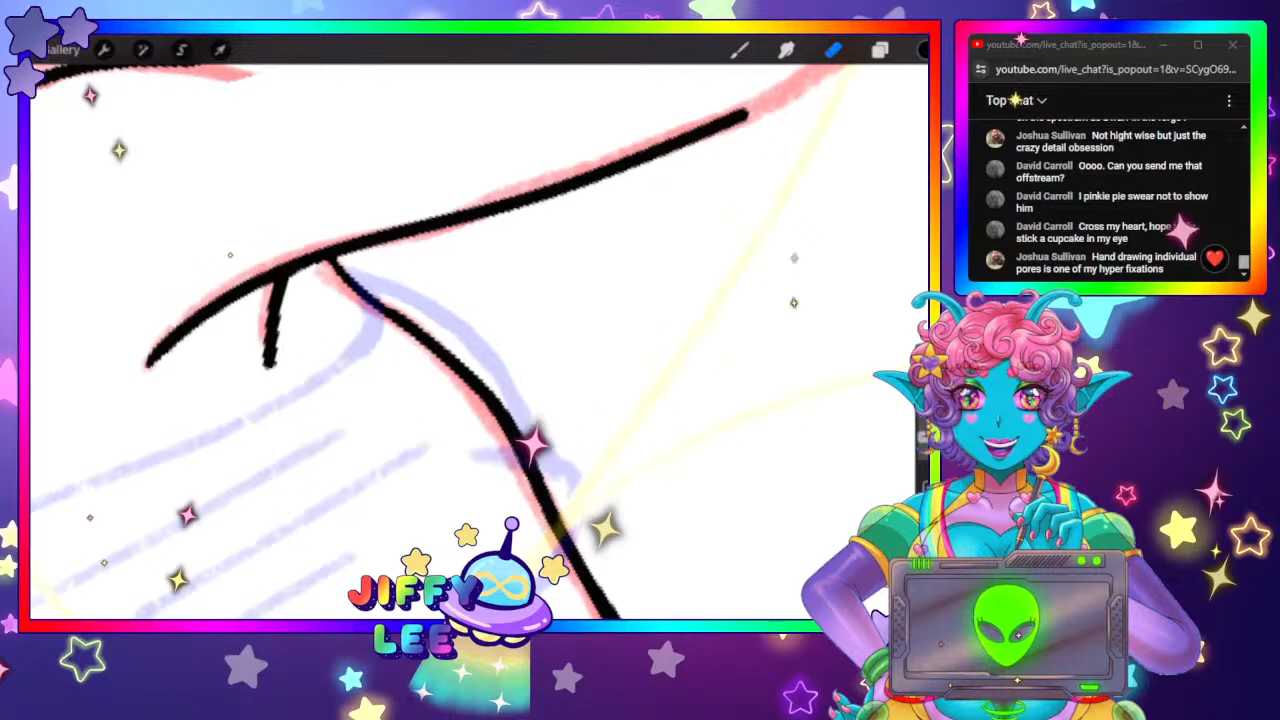 allery
youtube.com/live_chat?is_popout=1&...
youtube.com/live_chat?is_popout=1&v=SCygO69...
Top chat
Joshua Sullivan Not hight wise but just the
crazy detail obsession
David Carroll Oooo. Can you send me that
offstream?
David Carroll I pinkie pie swear not to show
him
David Carroll Cross my heart, hope
stick a cupcake in my eye
Joshua Sullivan Hand drawing individual
pores is one of my hyper fixations
JIFFY
LEE